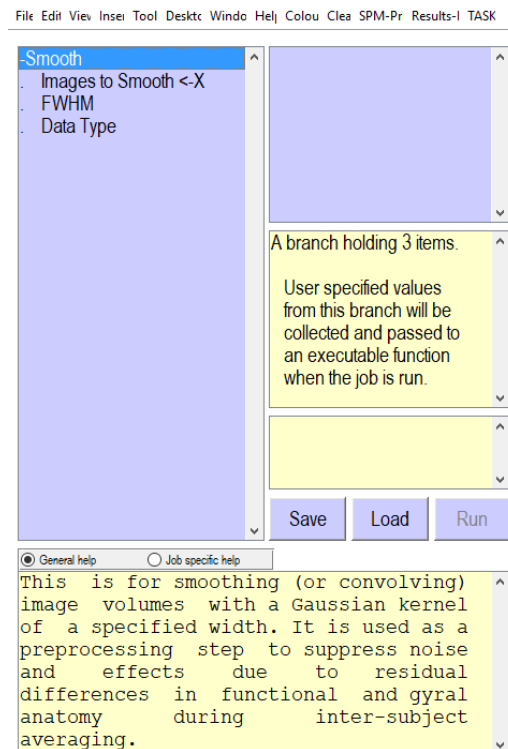 File Edit Viev Inser Tool Desktc Windo Help Colou Clea SPM-Pr Results-I TASK
-Smooth
. Images to Smooth <-X
. FWHM
. Data Type
A branch holding 3 items.
User specified values
from this branch will be
collected and passed to
an executable function
when the job is run.
Save Load Run
General help Job specific help
This is for smoothing (or convolving)
image volumes with a Gaussian kernel
of a specified width. It is used as a
preprocessing step to suppress noise
and effects due to residual
differences in functional and gyral
anatomy during inter-subject
averaging.